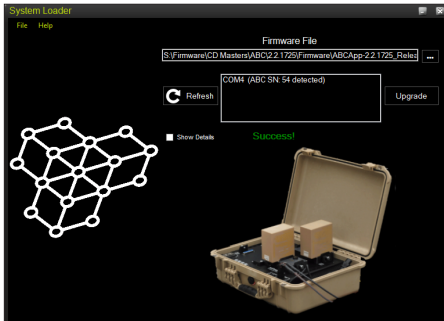 System Loader
File Help
Firmware File
S:\Firmware\CD Masters\ABC\2.2.1725\Firmware\ABCApp-2.2.1725_Relea
...
COM4 (ABC SN: 54 detected)
Refresh
Upgrade
Show Details
Success!